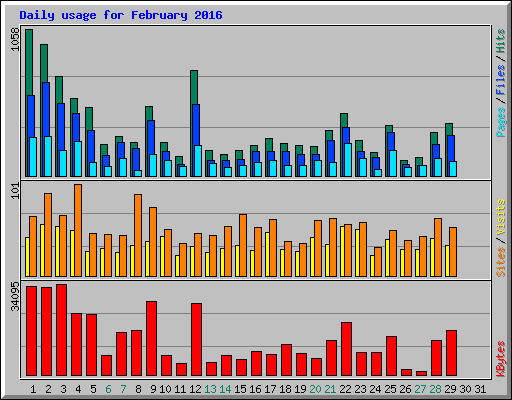 Daily usage for February 2016
1058
Pages / Files / Hits
101
Sites / Visits
34095
KBytes
1 2 3 4 5 6 7 8 9 10 11 12 13 14 15 16 17 18 19 20 21 22 23 24 25 26 27 28 29 30 31